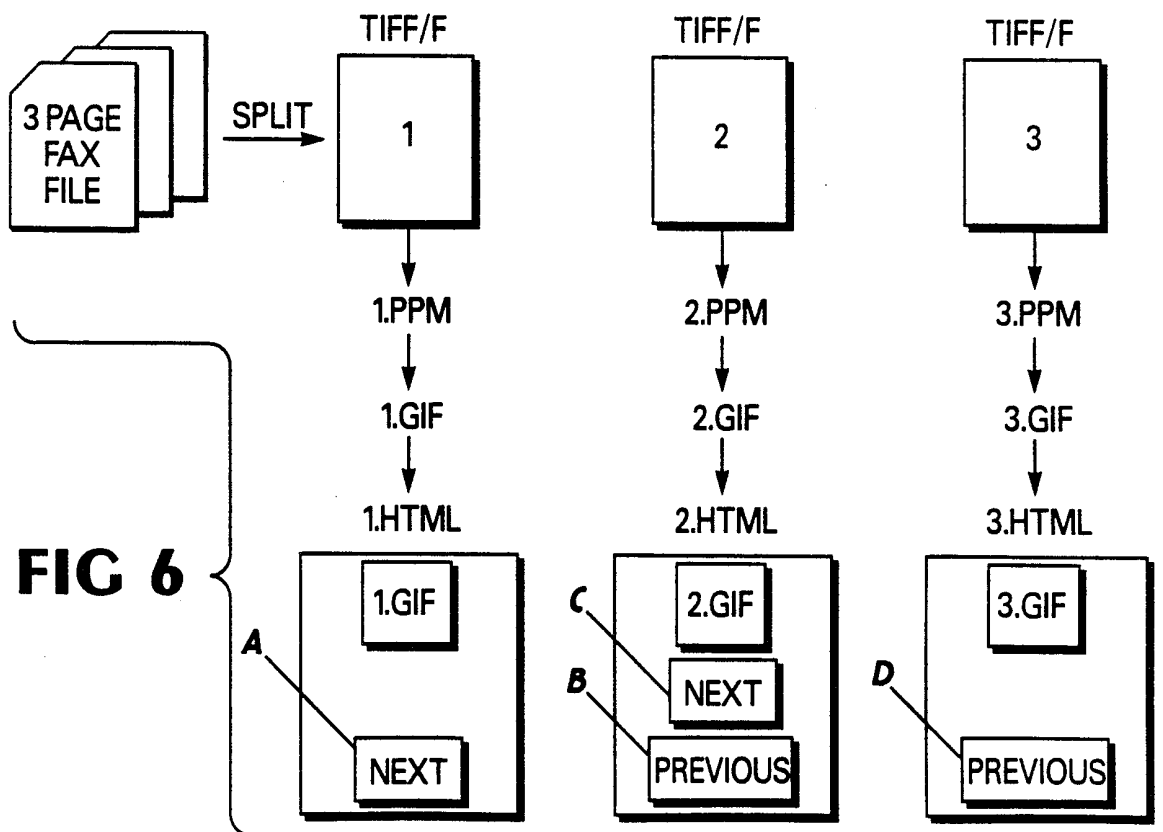 TIFF/F TIFF/F TIFF/F
3 PAGE
FAX
FILE
SPLIT
1 2 3
1.PPM 2.PPM 3.PPM
1.GIF 2.GIF 3.GIF
1.HTML 2.HTML 3.HTML
FIG 6
1.GIF 2.GIF 3.GIF
A C
NEXT
B D
NEXT PREVIOUS PREVIOUS